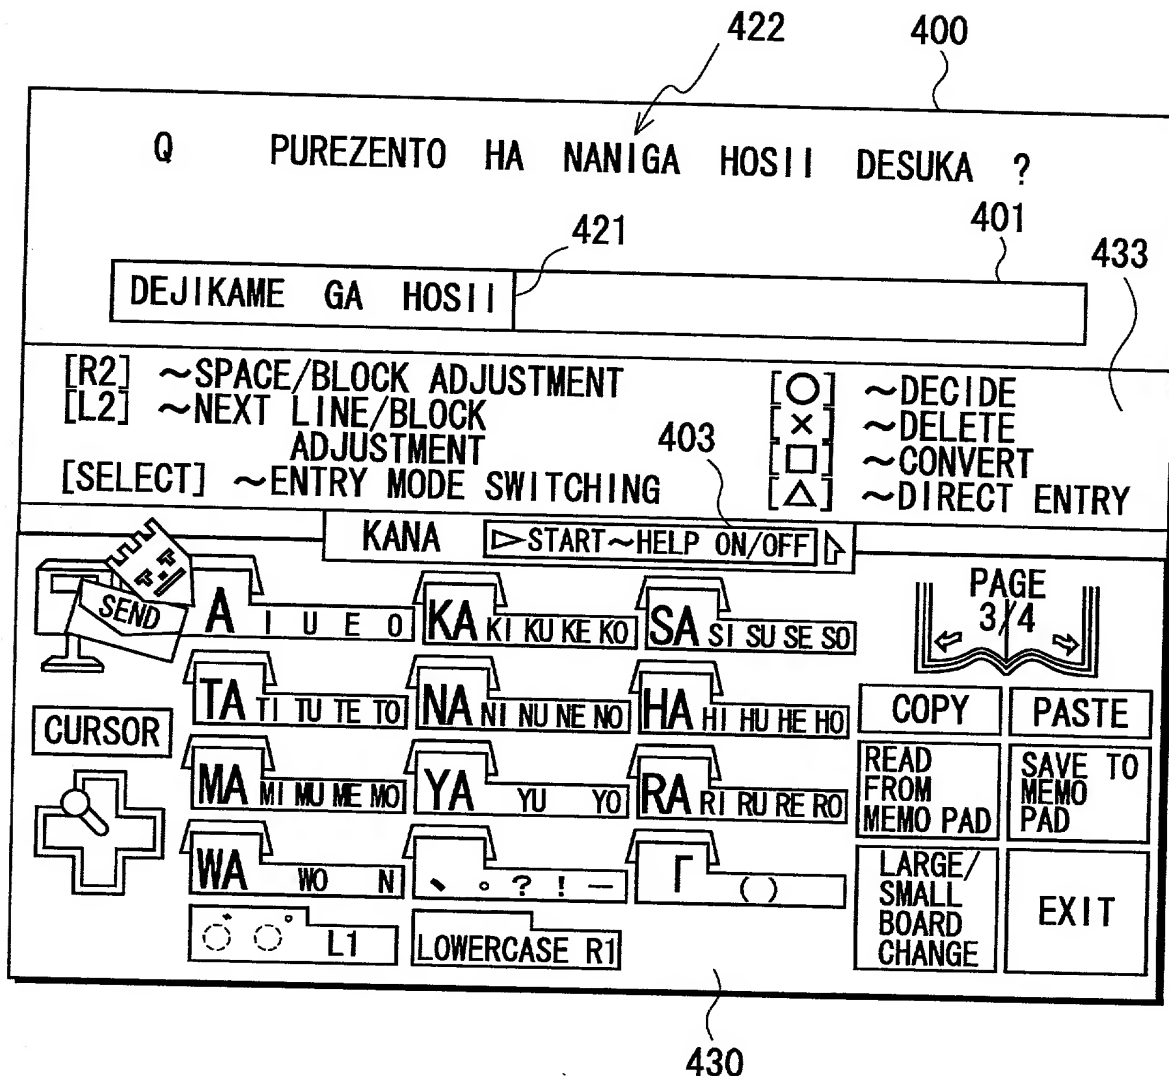 422 400
Q PUREZENTO HA NANIGA HOSII DESUKA ?
421 401 433
DEJIKAME GA HOSII
[R2] ~SPACE/BLOCK ADJUSTMENT
[L2] ~NEXT LINE/BLOCK
ADJUSTMENT
[SELECT] ~ENTRY MODE SWITCHING
[○] ~DECIDE
[×] ~DELETE
[□] ~CONVERT
[△] ~DIRECT ENTRY
403
KANA ▷START~HELP ON/OFF
SEND
A I U E O
KA KI KU KE KO
SA SI SU SE SO
PAGE
3/4
TA TI TU TE TO
NA NI NU NE NO
HA HI HU HE HO
COPY
PASTE
CURSOR
MA MI MU ME MO
YA YU YO
RA RI RU RE RO
READ
FROM
MEMO PAD
SAVE TO
MEMO
PAD
WA WO N
、 。 ? ! ―
「 ( )
LARGE/
SMALL
BOARD
CHANGE
EXIT
L1
LOWERCASE R1
430